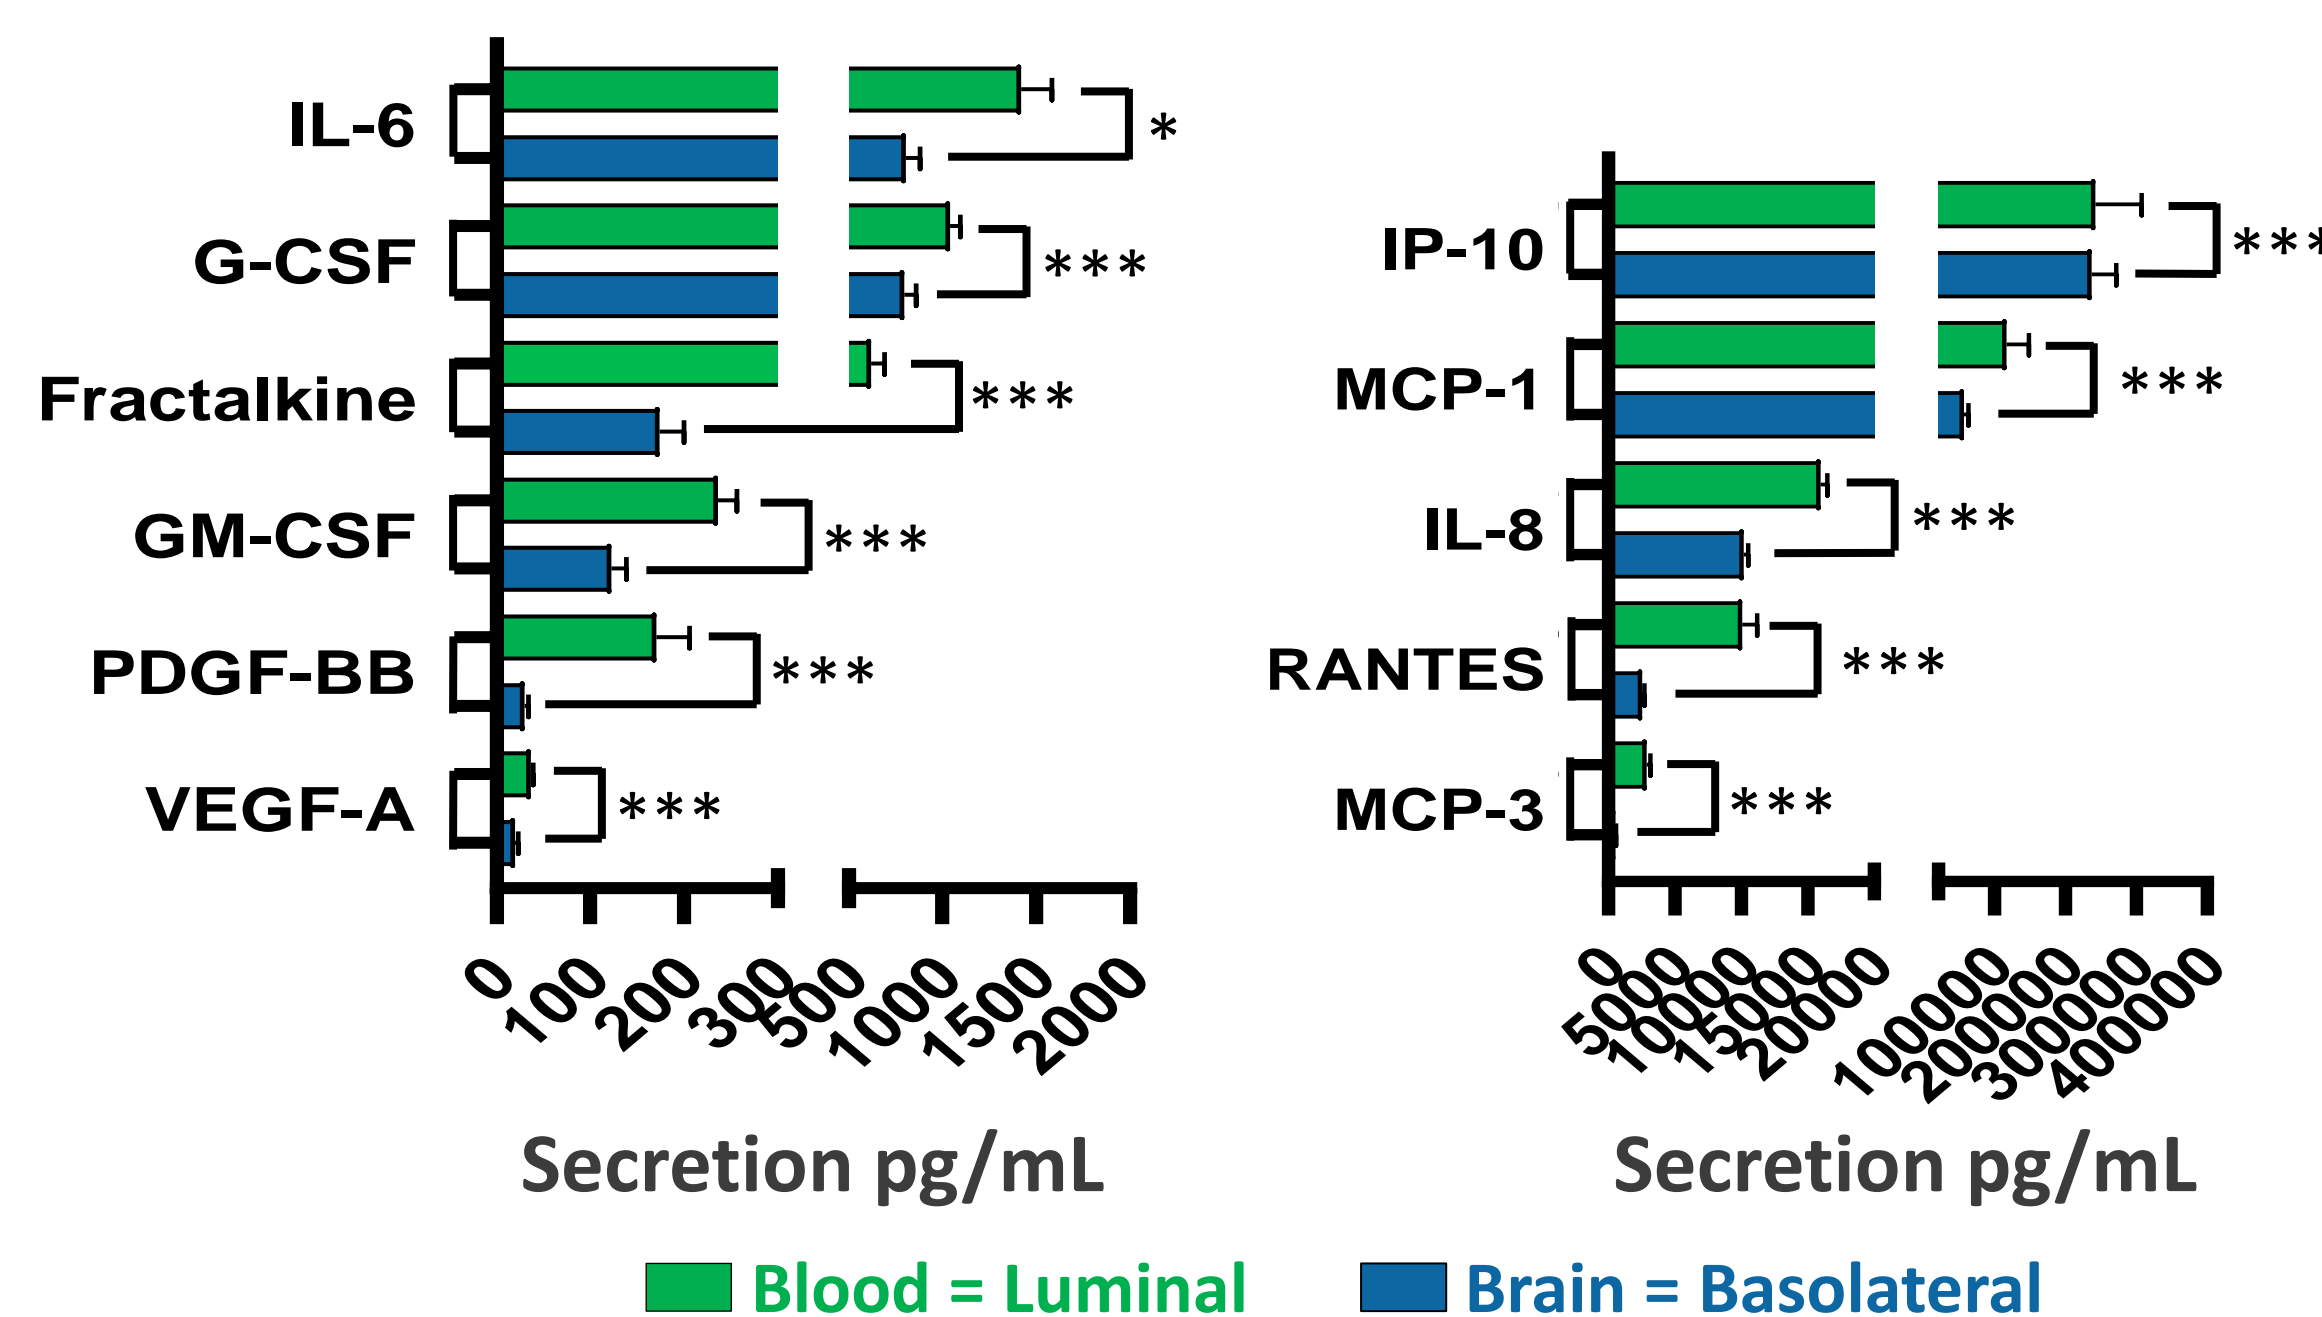 IL-6
*
G-CSF
***
Fractalkine
***
GM-CSF
***
PDGF-BB
***
VEGF-A
***
0
100
200
300
500
1000
1500
2000
Secretion pg/mL
IP-10
***
MCP-1
***
IL-8
***
RANTES
***
MCP-3
***
0
5000
10000
15000
20000
100000
200000
300000
400000
Secretion pg/mL
Blood = Luminal
Brain = Basolateral